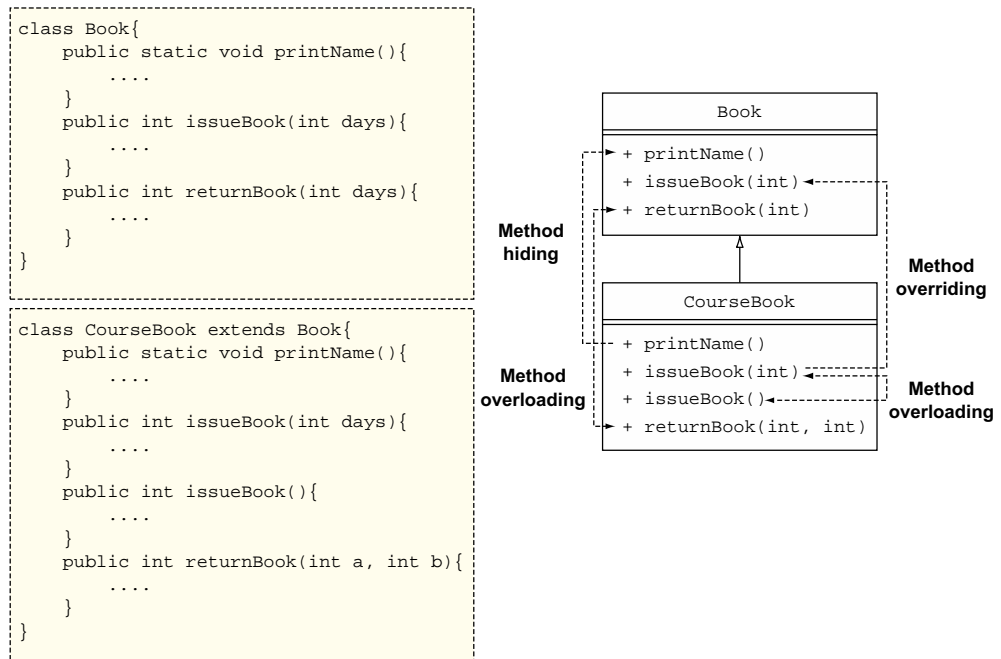 class Book{
    public static void printName(){
        ....
    }
    public int issueBook(int days){
        ....
    }
    public int returnBook(int days){
        ....
    }
}
class CourseBook extends Book{
    public static void printName(){
        ....
    }
    public int issueBook(int days){
        ....
    }
    public int issueBook(){
        ....
    }
    public int returnBook(int a, int b){
        ....
    }
}
Book
+ printName()
+ issueBook(int)
+ returnBook(int)
Method
hiding
Method
overriding
CourseBook
+ printName()
+ issueBook(int)
+ issueBook()
+ returnBook(int, int)
Method
overloading
Method
overloading